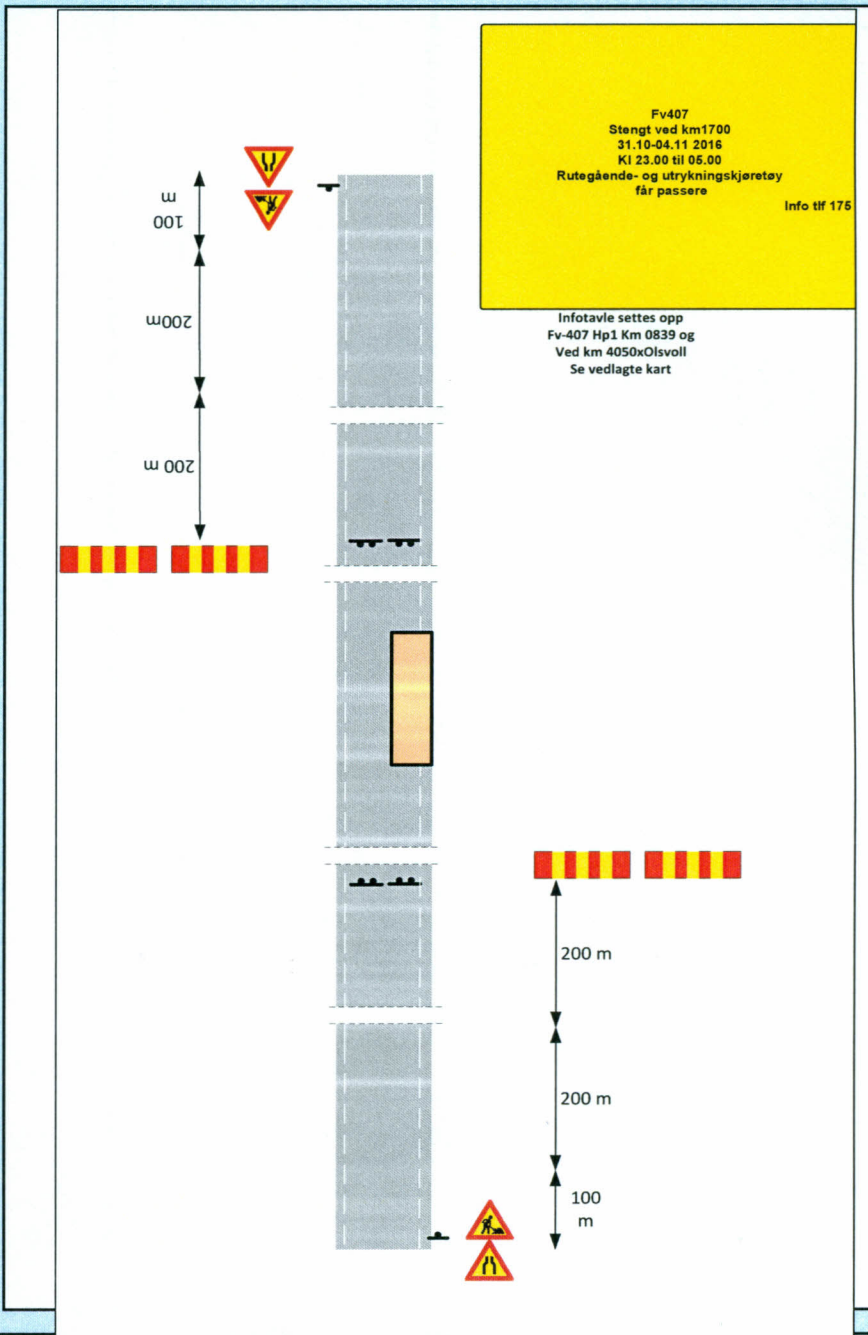 Fv407
Stengt ved km1700
31.10-04.11 2016
Kl 23.00 til 05.00
Rutegående- og utrykningskjøretøy
får passere
Info tlf 175
Infotavle settes opp
Fv-407 Hp1 Km 0839 og
Ved km 4050xOlsvoll
Se vedlagte kart
100
m
200m
200 m
200 m
200 m
100
m